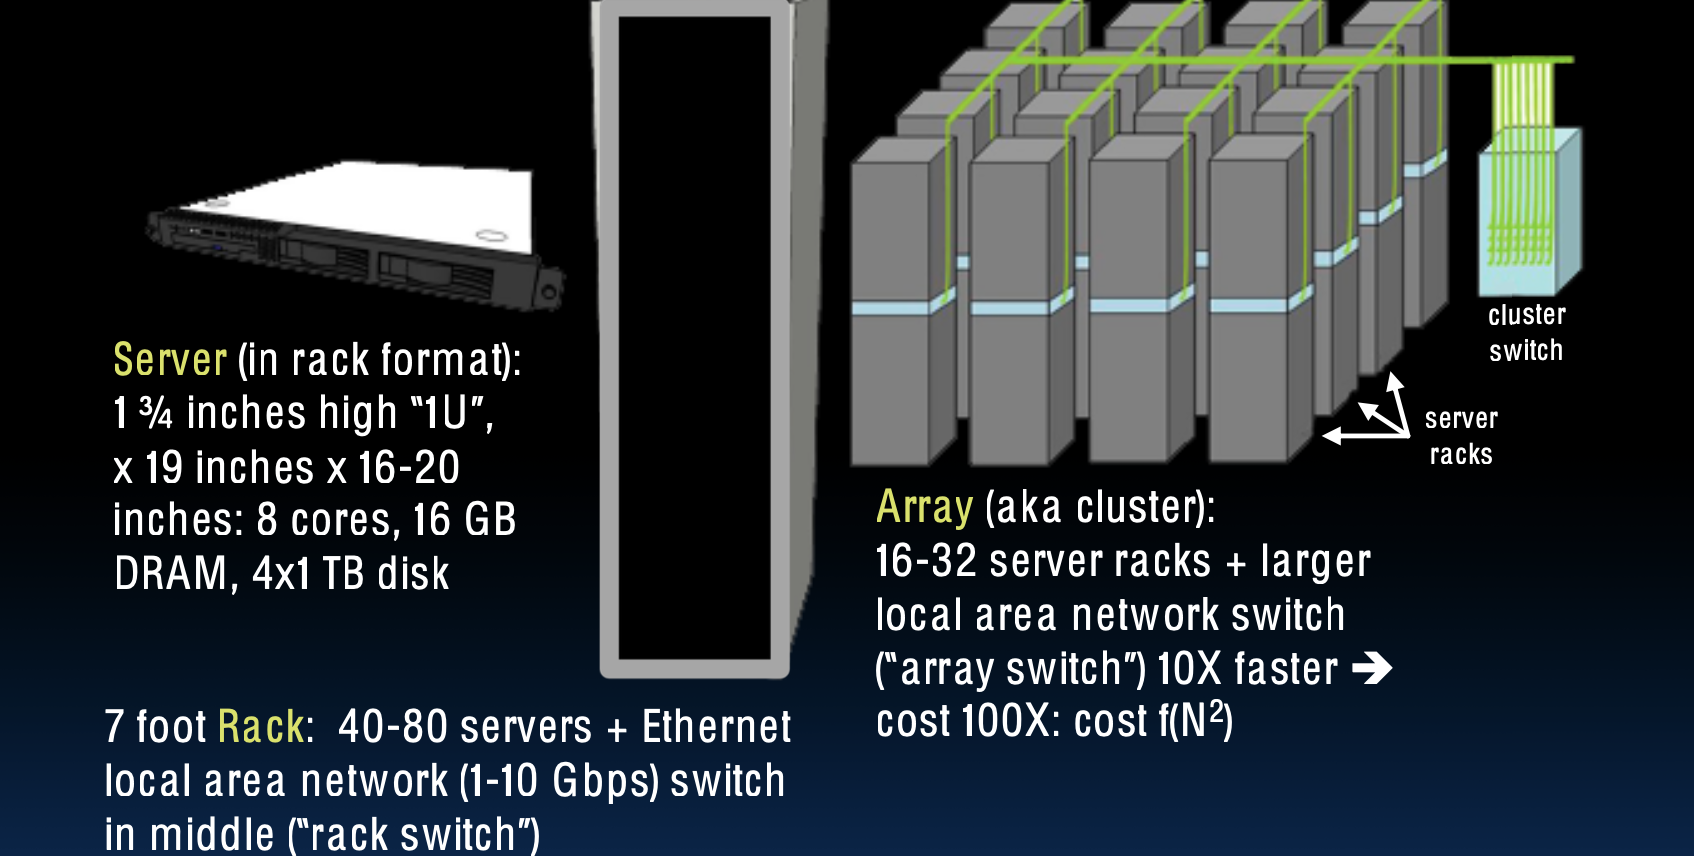 Server (in rack format):
1 ¾ inches high “1U”,
x 19 inches x 16-20
inches: 8 cores, 16 GB
DRAM, 4x1 TB disk
7 foot Rack:  40-80 servers + Ethernet
local area network (1-10 Gbps) switch
in middle (“rack switch”)
cluster
switch
server
racks
Array (aka cluster):
16-32 server racks + larger
local area network switch
(“array switch”) 10X faster ➔
cost 100X: cost f(N²)